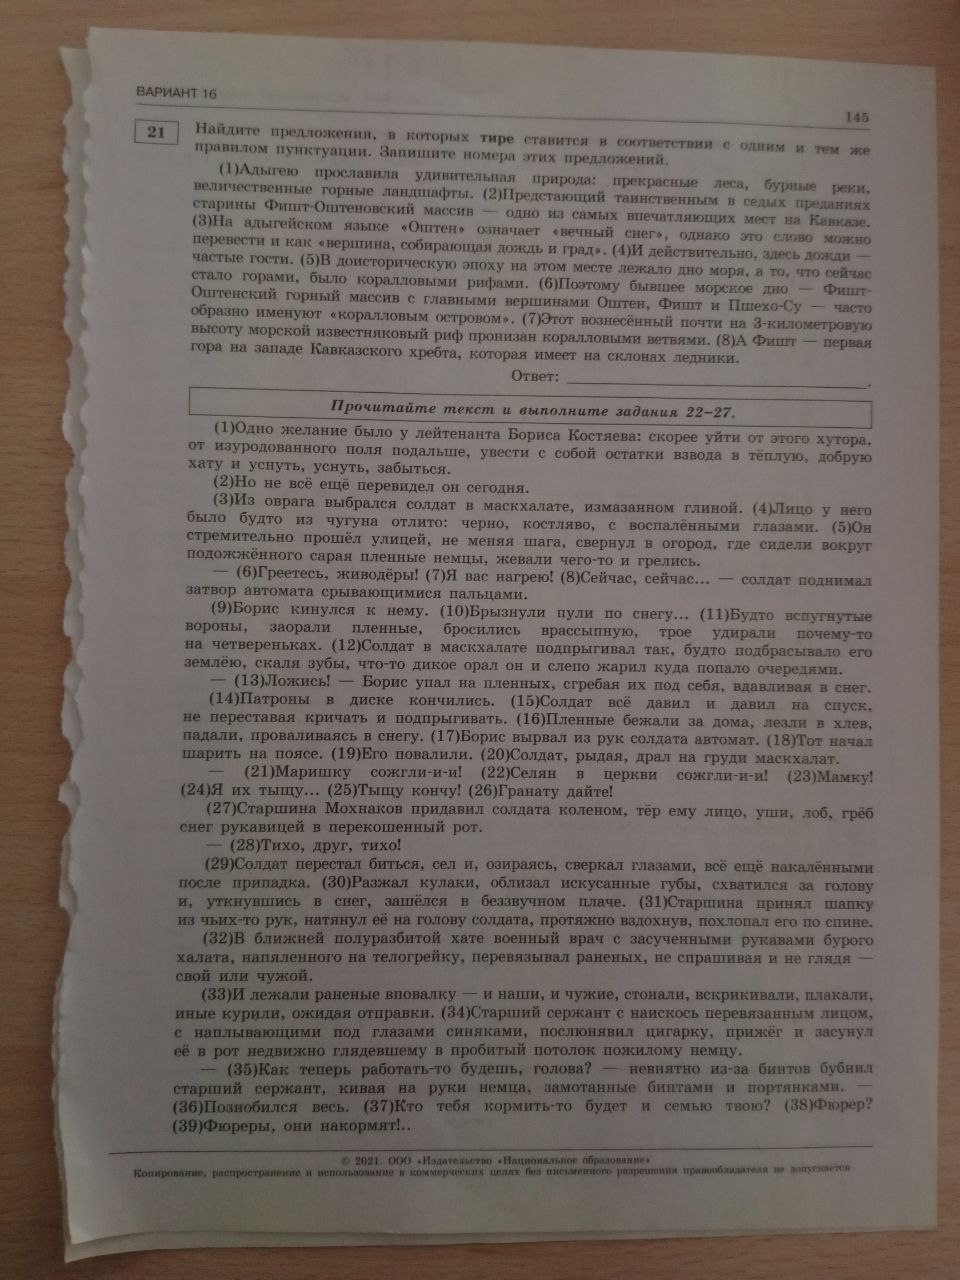 ВАРИАНТ 16
145
21
Найдите предложения, в которых тире ставится в соответствии с одним и тем же
правилом пунктуации. Запишите номера этих предложений.
(1)Адыгею прославила удивительная природа: прекрасные леса, бурные реки,
величественные горные ландшафты. (2)Предстающий таинственным в седых преданиях
старины Фишт-Оштеновский массив — одно из самых впечатляющих мест на Кавказе.
(3)На адыгейском языке «Оштен» означает «вечный снег», однако это слово можно
перевести и как «вершина, собирающая дождь и град». (4)И действительно, здесь дожди —
частые гости. (5)В доисторическую эпоху на этом месте лежало дно моря, а то, что сейчас
стало горами, было коралловыми рифами. (6)Поэтому бывшее морское дно — Фишт-
Оштенский горный массив с главными вершинами Оштен, Фишт и Пшехо-Су — часто
образно именуют «коралловым островом». (7)Этот вознесённый почти на 3-километровую
высоту морской известняковый риф пронизан коралловыми ветвями. (8)А Фишт — первая
гора на западе Кавказского хребта, которая имеет на склонах ледники.
Ответ: .
Прочитайте текст и выполните задания 22–27.
(1)Одно желание было у лейтенанта Бориса Костяева: скорее уйти от этого хутора,
от изуродованного поля подальше, увести с собой остатки взвода в тёплую, добрую
хату и уснуть, уснуть, забыться.
(2)Но не всё ещё перевидел он сегодня.
(3)Из оврага выбрался солдат в маскхалате, измазанном глиной. (4)Лицо у него
было будто из чугуна отлито: черно, костляво, с воспалёнными глазами. (5)Он
стремительно прошёл улицей, не меняя шага, свернул в огород, где сидели вокруг
подожжённого сарая пленные немцы, жевали чего-то и грелись.
— (6)Греетесь, живодёры! (7)Я вас нагрею! (8)Сейчас, сейчас... — солдат поднимал
затвор автомата срывающимися пальцами.
(9)Борис кинулся к нему. (10)Брызнули пули по снегу... (11)Будто вспугнутые
вороны, заорали пленные, бросились врассыпную, трое удирали почему-то
на четвереньках. (12)Солдат в маскхалате подпрыгивал так, будто подбрасывало его
землёю, скаля зубы, что-то дикое орал он и слепо жарил куда попало очередями.
— (13)Ложись! — Борис упал на пленных, сгребая их под себя, вдавливая в снег.
(14)Патроны в диске кончились. (15)Солдат всё давил и давил на спуск,
не переставая кричать и подпрыгивать. (16)Пленные бежали за дома, лезли в хлев,
падали, проваливаясь в снегу. (17)Борис вырвал из рук солдата автомат. (18)Тот начал
шарить на поясе. (19)Его повалили. (20)Солдат, рыдая, драл на груди маскхалат.
— (21)Маришку сожгли-и-и! (22)Селян в церкви сожгли-и-и! (23)Мамку!
(24)Я их тыщу... (25)Тыщу кончу! (26)Гранату дайте!
(27)Старшина Мохнаков придавил солдата коленом, тёр ему лицо, уши, лоб, грёб
снег рукавицей в перекошенный рот.
— (28)Тихо, друг, тихо!
(29)Солдат перестал биться, сел и, озираясь, сверкал глазами, всё ещё накалёнными
после припадка. (30)Разжал кулаки, облизал искусанные губы, схватился за голову
и, уткнувшись в снег, зашёлся в беззвучном плаче. (31)Старшина принял шапку
из чьих-то рук, натянул её на голову солдата, протяжно вздохнув, похлопал его по спине.
(32)В ближней полуразбитой хате военный врач с засученными рукавами бурого
халата, напяленного на телогрейку, перевязывал раненых, не спрашивая и не глядя —
свой или чужой.
(33)И лежали раненые вповалку — и наши, и чужие, стонали, вскрикивали, плакали,
иные курили, ожидая отправки. (34)Старший сержант с наискось перевязанным лицом,
с наплывающими под глазами синяками, послюнявил цигарку, прижёг и засунул
её в рот недвижно глядевшему в пробитый потолок пожилому немцу.
— (35)Как теперь работать-то будешь, голова? — невнятно из-за бинтов бубнил
старший сержант, кивая на руки немца, замотанные бинтами и портянками. —
(36)Познобился весь. (37)Кто тебя кормить-то будет и семью твою? (38)Фюрер?
(39)Фюреры, они накормят!..
© 2021. ООО «Издательство «Национальное образование»
Копирование, распространение и использование в коммерческих целях без письменного разрешения правообладателя не допускается